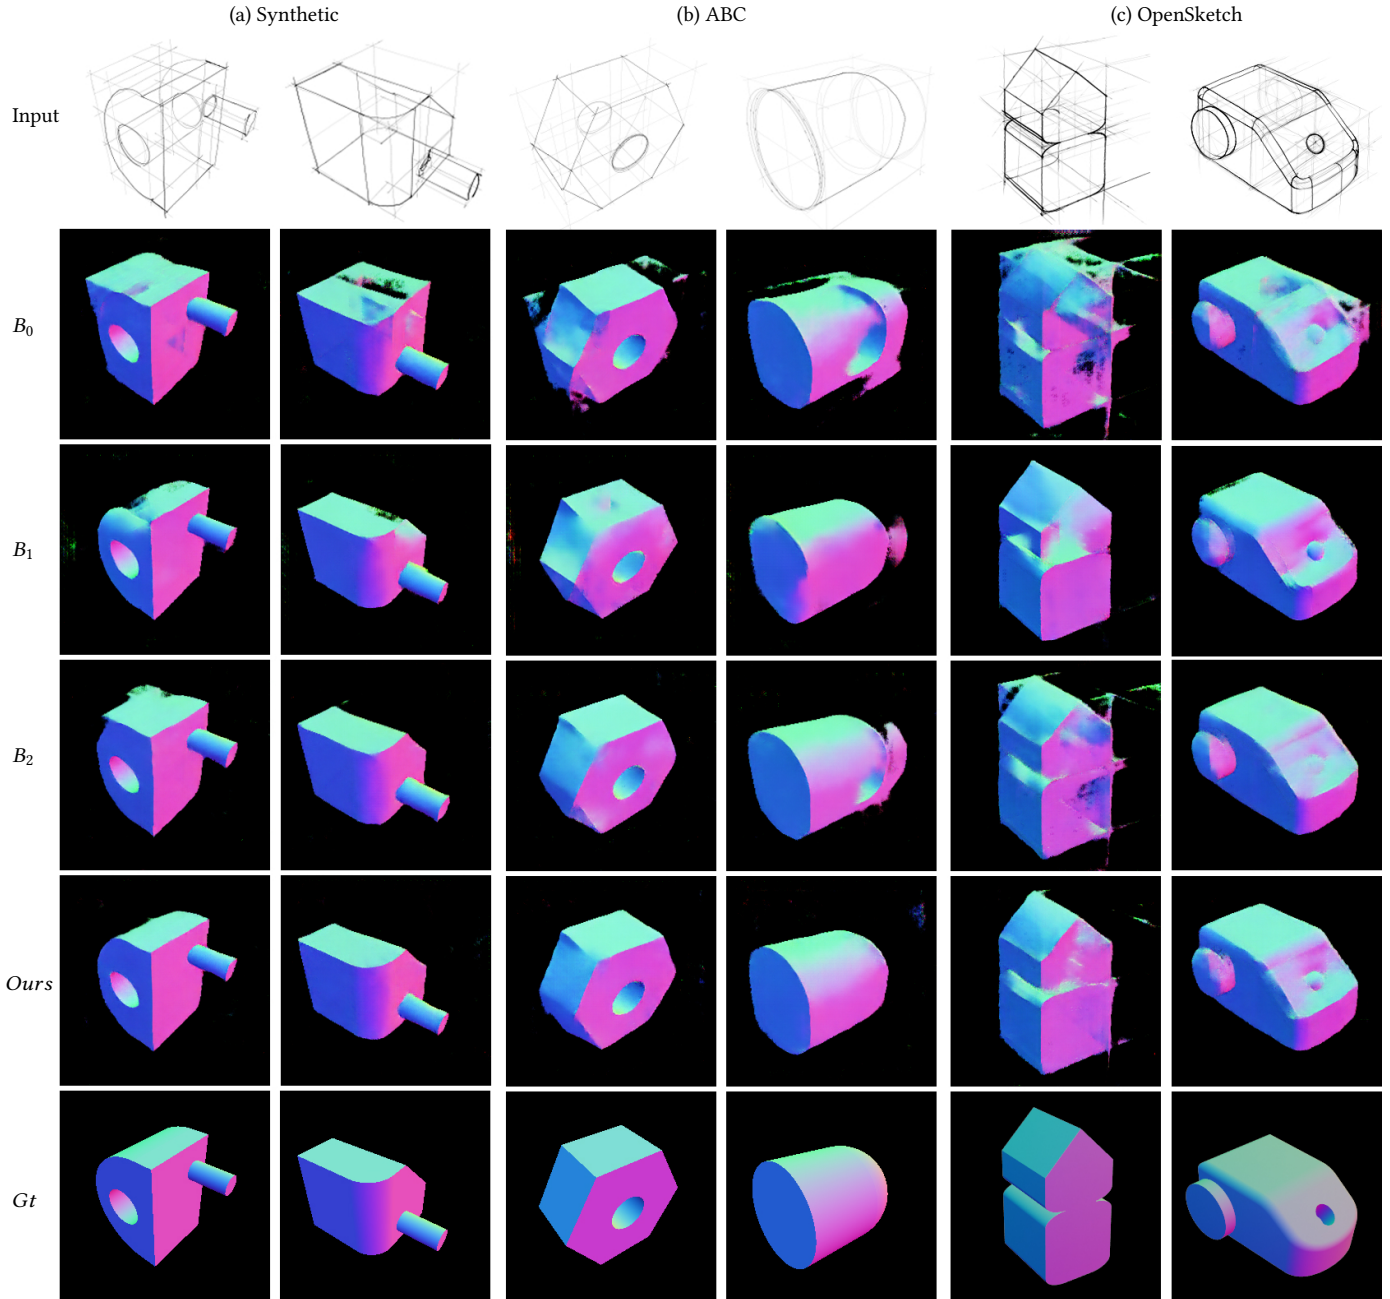 (a) Synthetic (b) ABC (c) OpenSketch
Input
B₀
B₁
B₂
Ours
Gt